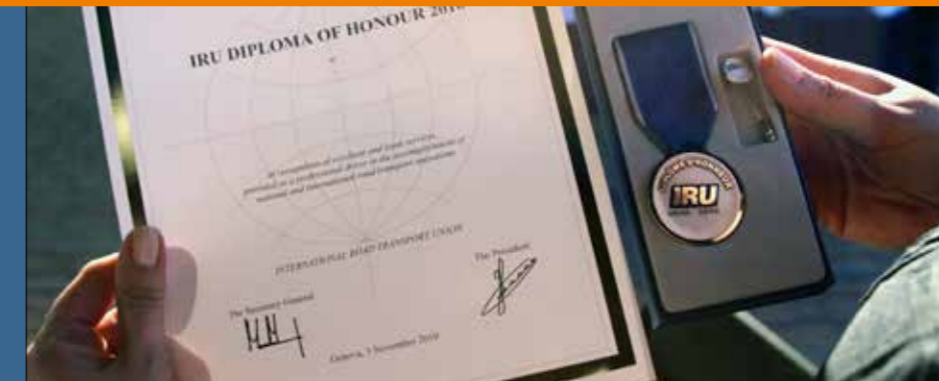 IRU DIPLOMA OF HONOUR 2010
In recognition of excellent and loyal services,
provided as a professional driver in the accomplishment of
national and international road transport operations
INTERNATIONAL ROAD TRANSPORT UNION
The Secretary General
The President
Geneva, 5 November 2010
IRU